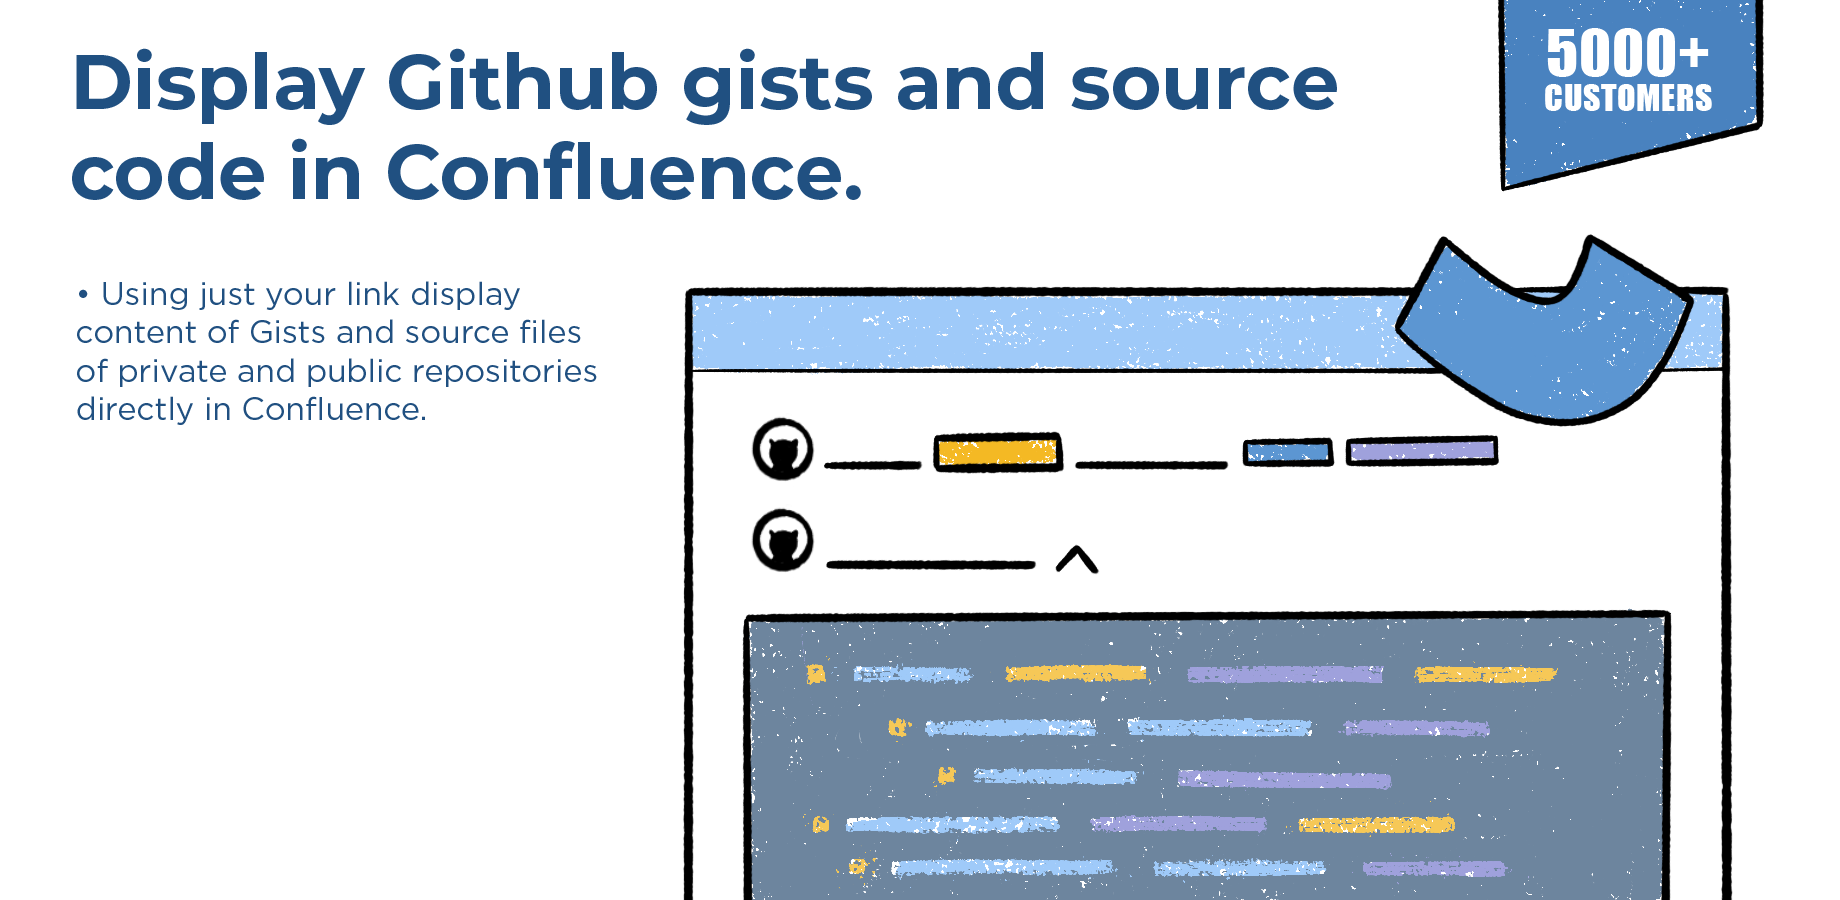 Display Github gists and source
code in Confluence.
5000+
CUSTOMERS
• Using just your link display
content of Gists and source files
of private and public repositories
directly in Confluence.